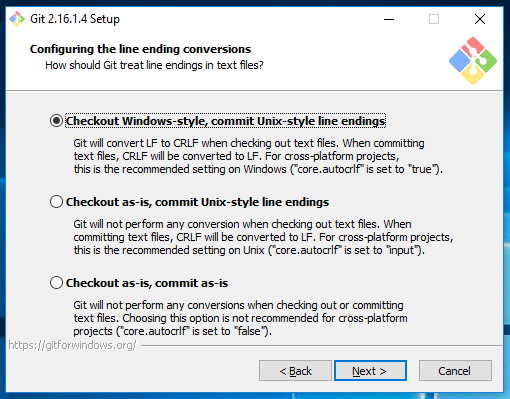 Git 2.16.1.4 Setup
Configuring the line ending conversions
How should Git treat line endings in text files?
Checkout Windows-style, commit Unix-style line endings
Git will convert LF to CRLF when checking out text files. When committing
text files, CRLF will be converted to LF. For cross-platform projects,
this is the recommended setting on Windows ("core.autocrlf" is set to "true").
Checkout as-is, commit Unix-style line endings
Git will not perform any conversion when checking out text files. When
committing text files, CRLF will be converted to LF. For cross-platform projects,
this is the recommended setting on Unix ("core.autocrlf" is set to "input").
Checkout as-is, commit as-is
Git will not perform any conversions when checking out or committing
text files. Choosing this option is not recommended for cross-platform
projects ("core.autocrlf" is set to "false").
https://gitforwindows.org/
< Back
Next >
Cancel